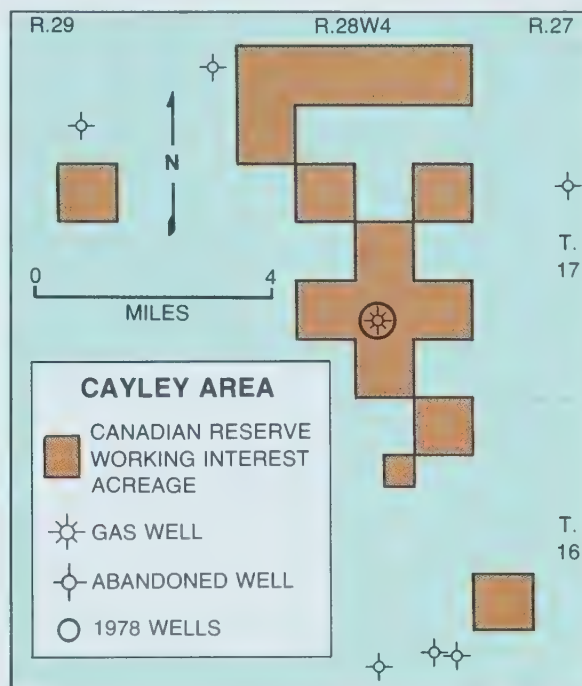 R.29 R.28W4 R.27
N
T.
17
0 4
MILES
CAYLEY AREA
CANADIAN RESERVE
WORKING INTEREST
ACREAGE
GAS WELL
T.
16
ABANDONED WELL
1978 WELLS